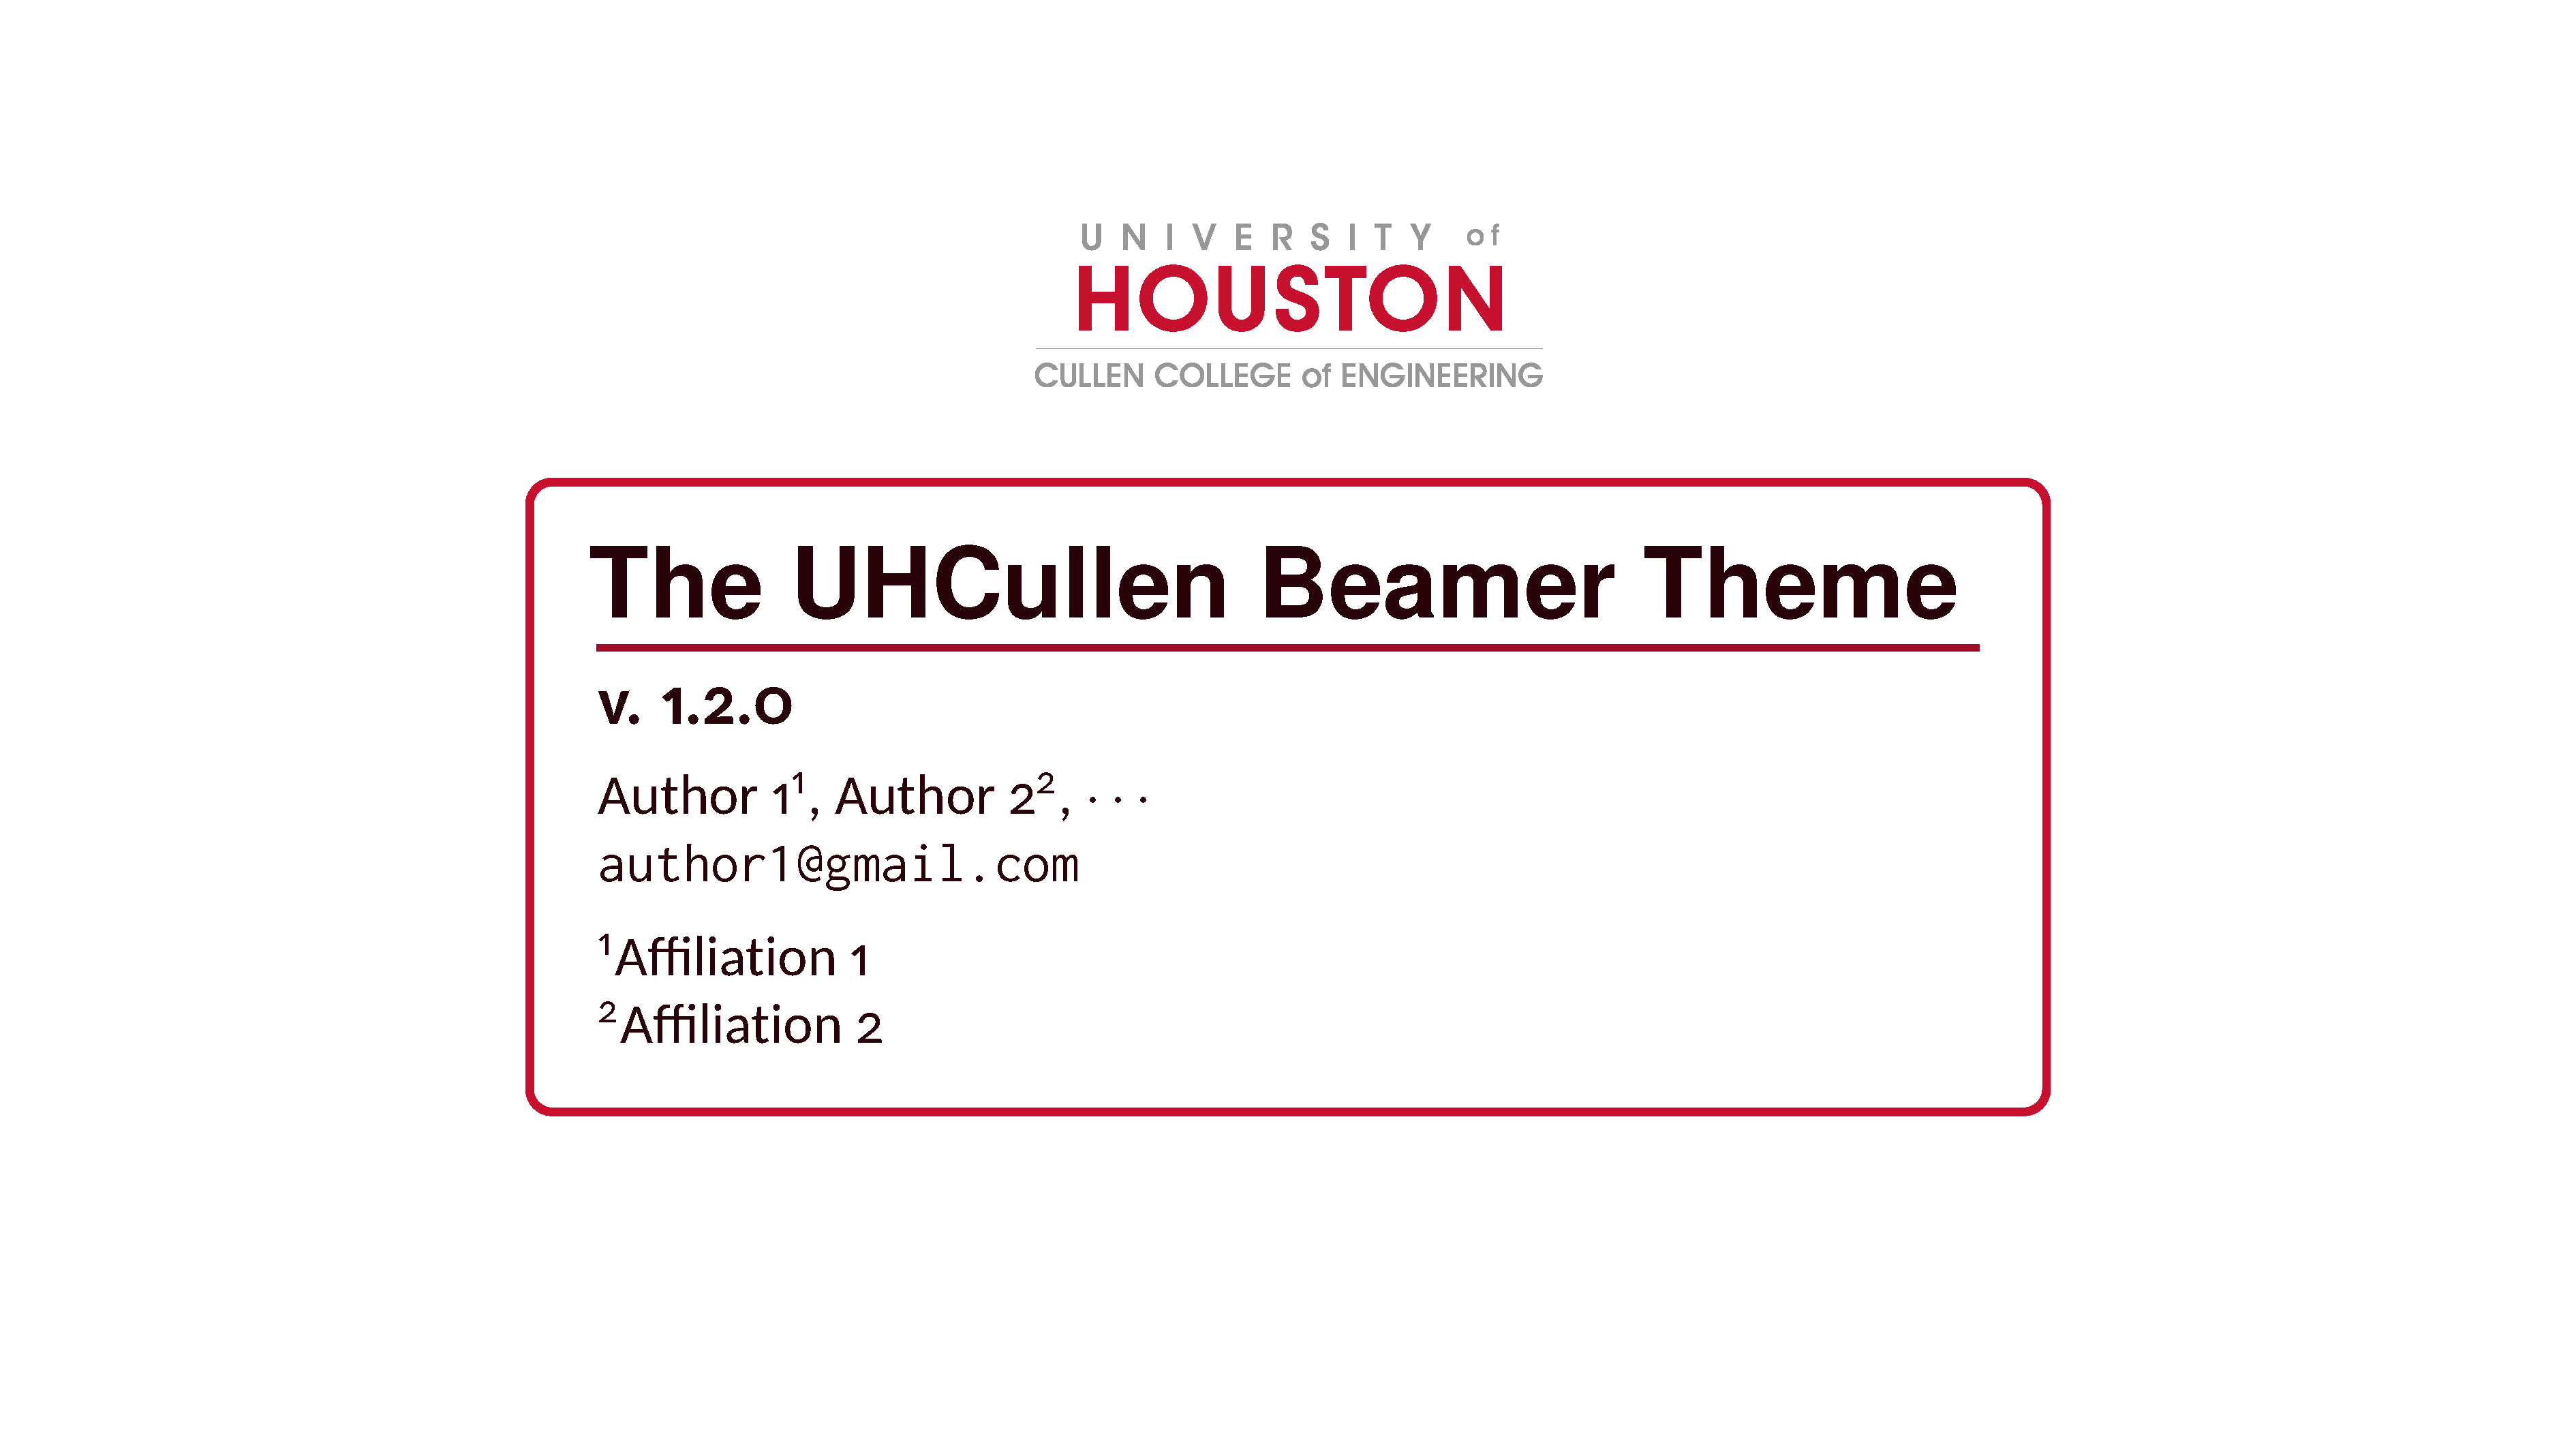 UNIVERSITY of
HOUSTON
CULLEN COLLEGE of ENGINEERING
The UHCullen Beamer Theme
v. 1.2.0
Author 1¹, Author 2², · · ·
author1@gmail.com
¹Affiliation 1
²Affiliation 2